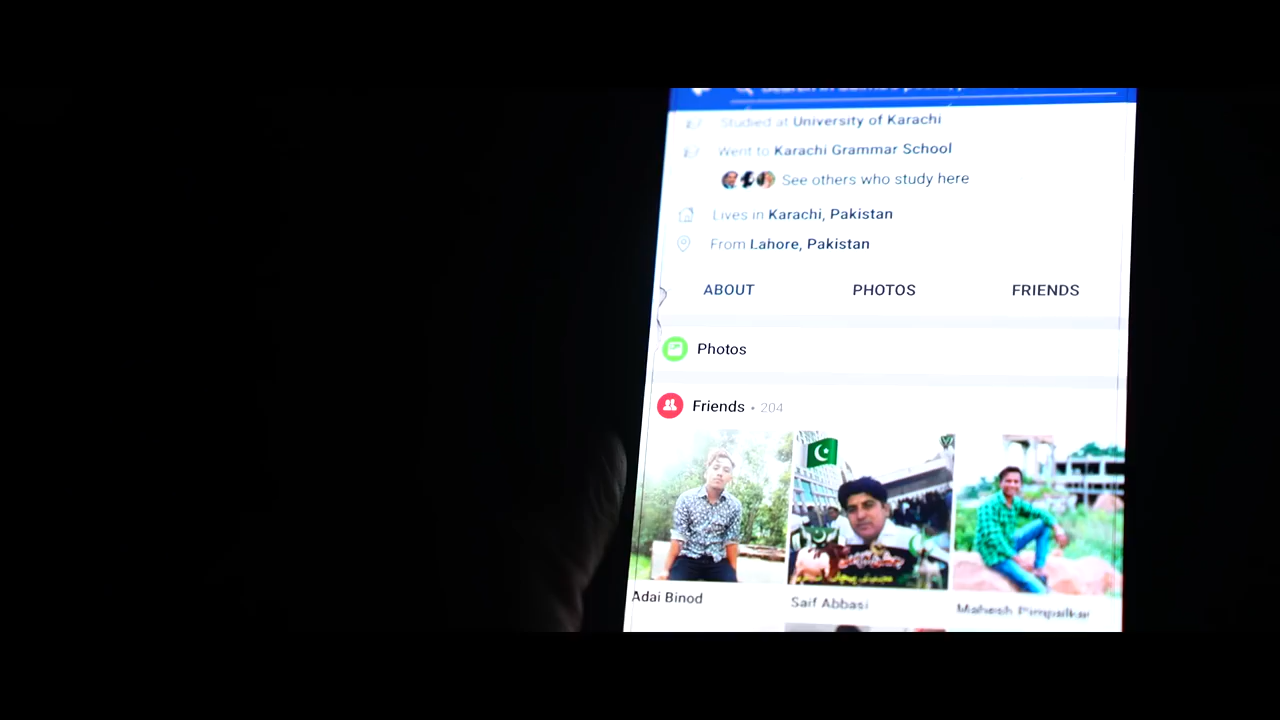 Studied at University of Karachi
Went to Karachi Grammar School
See others who study here
Lives in Karachi, Pakistan
From Lahore, Pakistan
ABOUT PHOTOS FRIENDS
Photos
Friends • 204
Adai Binod Saif Abbasi Mahesh